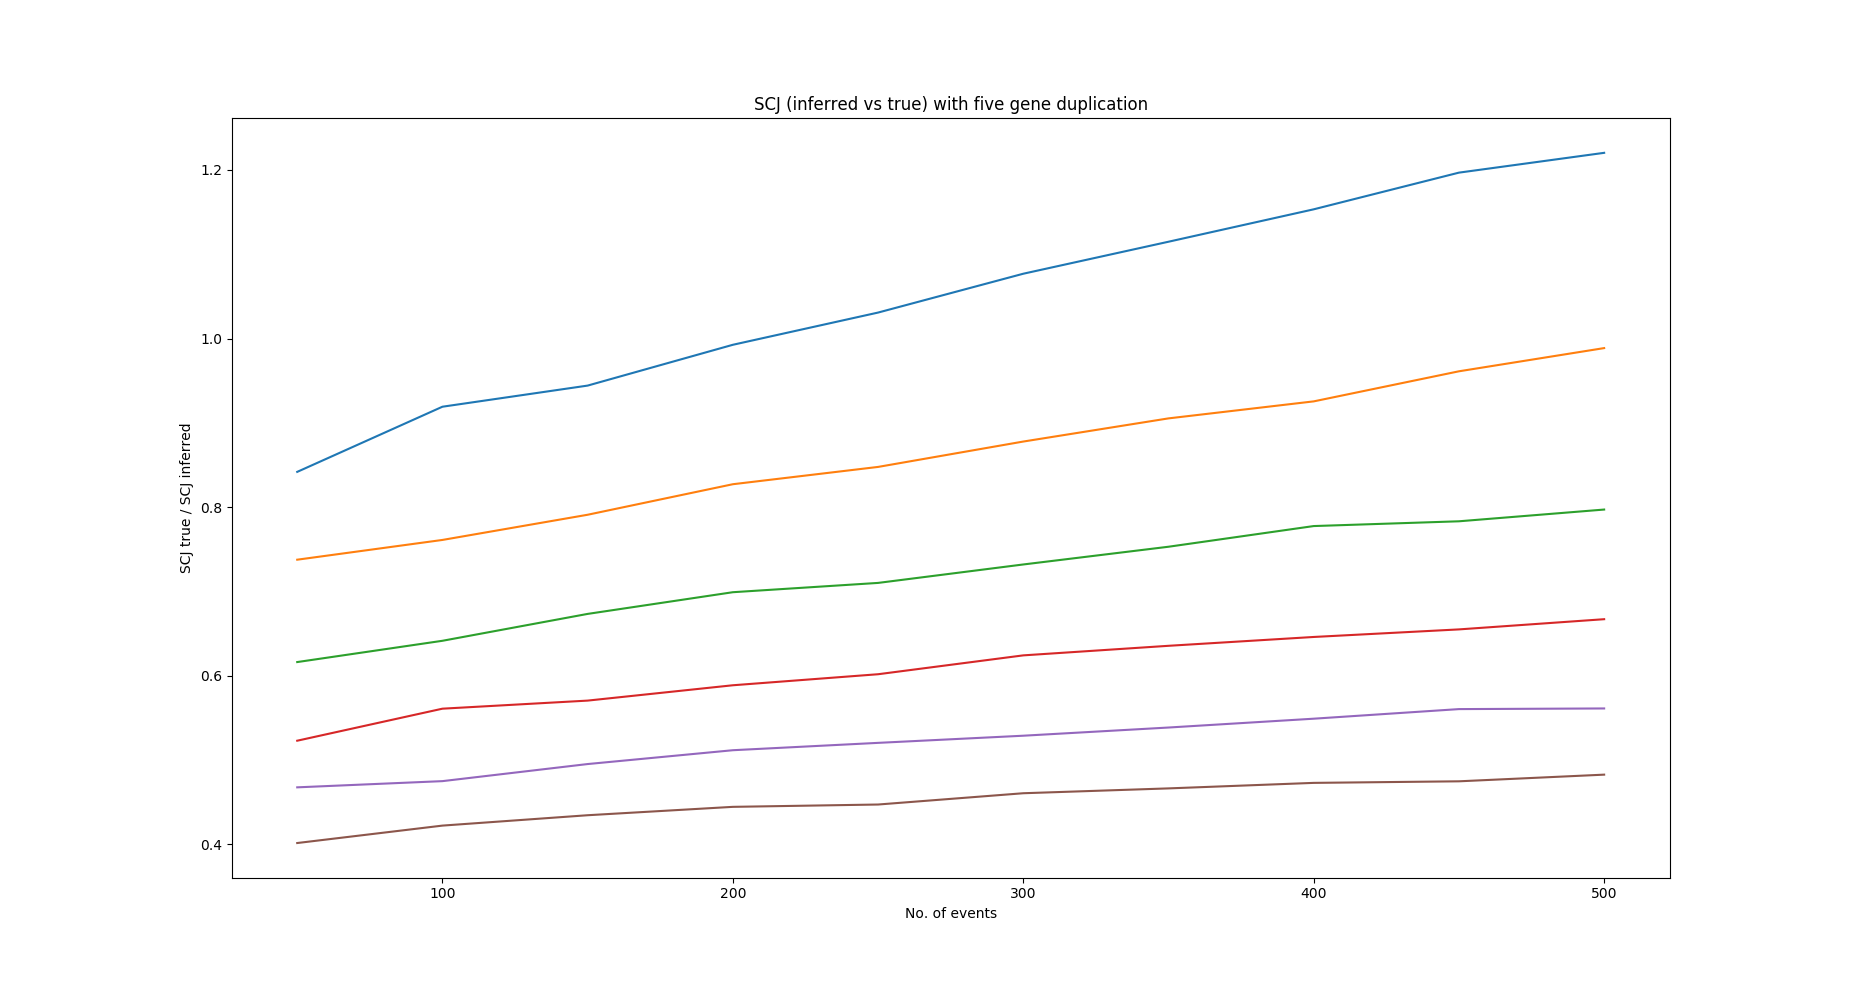 SCJ (inferred vs true) with five gene duplication
SCJ true / SCJ inferred
1.2
1.0
0.8
0.6
0.4
100 200 300 400 500
No. of events